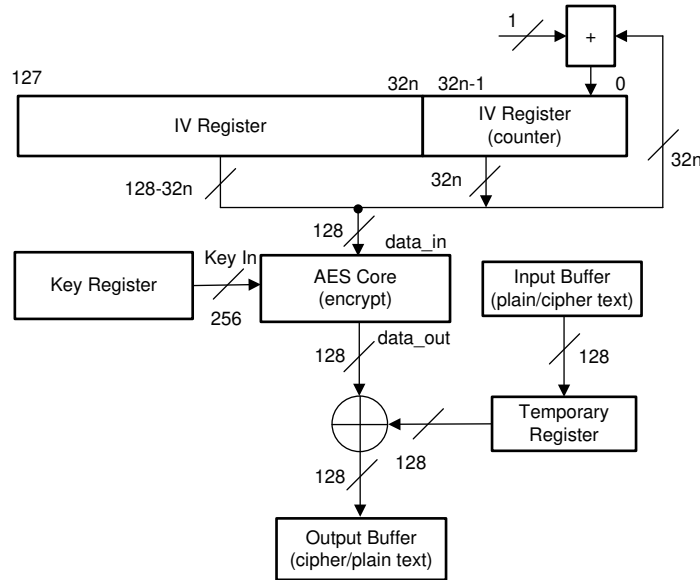 1
+
127
32n
32n-1
0
IV Register
IV Register
(counter)
128-32n
32n
32n
128
data_in
Key In
Key Register
256
AES Core
(encrypt)
Input Buffer
(plain/cipher text)
128
data_out
128
Temporary
Register
128
128
Output Buffer
(cipher/plain text)